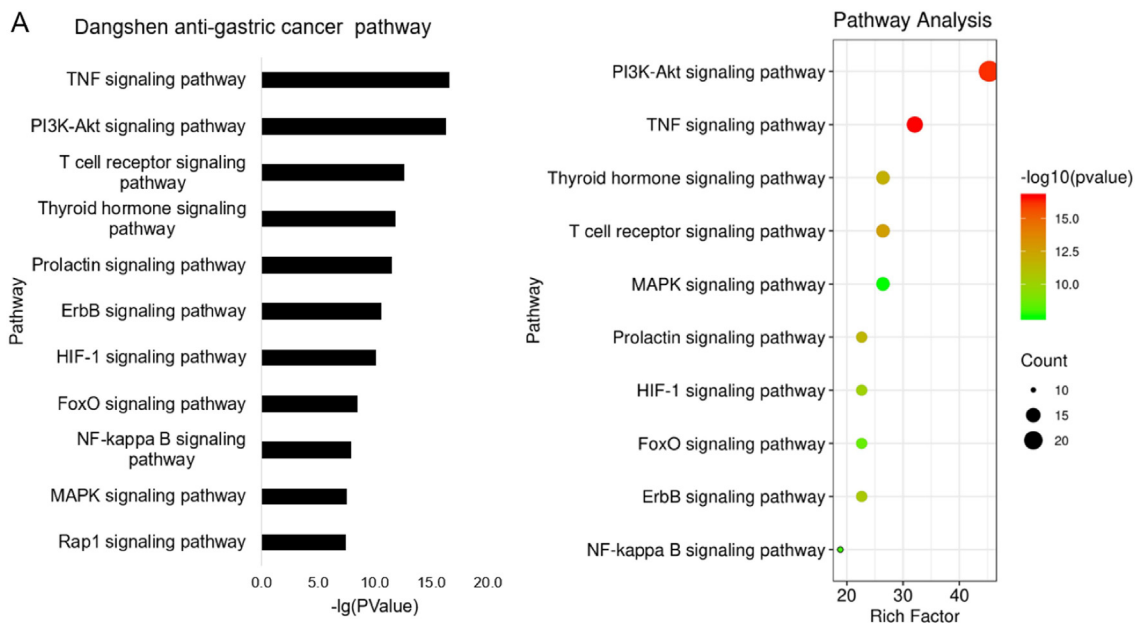 A
Dangshen anti-gastric cancer pathway
TNF signaling pathway
PI3K-Akt signaling pathway
T cell receptor signaling
pathway
Thyroid hormone signaling
pathway
Prolactin signaling pathway
ErbB signaling pathway
HIF-1 signaling pathway
FoxO signaling pathway
NF-kappa B signaling
pathway
MAPK signaling pathway
Rap1 signaling pathway
Pathway
0.0 5.0 10.0 15.0 20.0
-lg(PValue)
Pathway Analysis
PI3K-Akt signaling pathway
TNF signaling pathway
Thyroid hormone signaling pathway
T cell receptor signaling pathway
MAPK signaling pathway
Prolactin signaling pathway
HIF-1 signaling pathway
FoxO signaling pathway
ErbB signaling pathway
NF-kappa B signaling pathway
Pathway
20 30 40
Rich Factor
-log10(pvalue)
15.0
12.5
10.0
Count
10
15
20